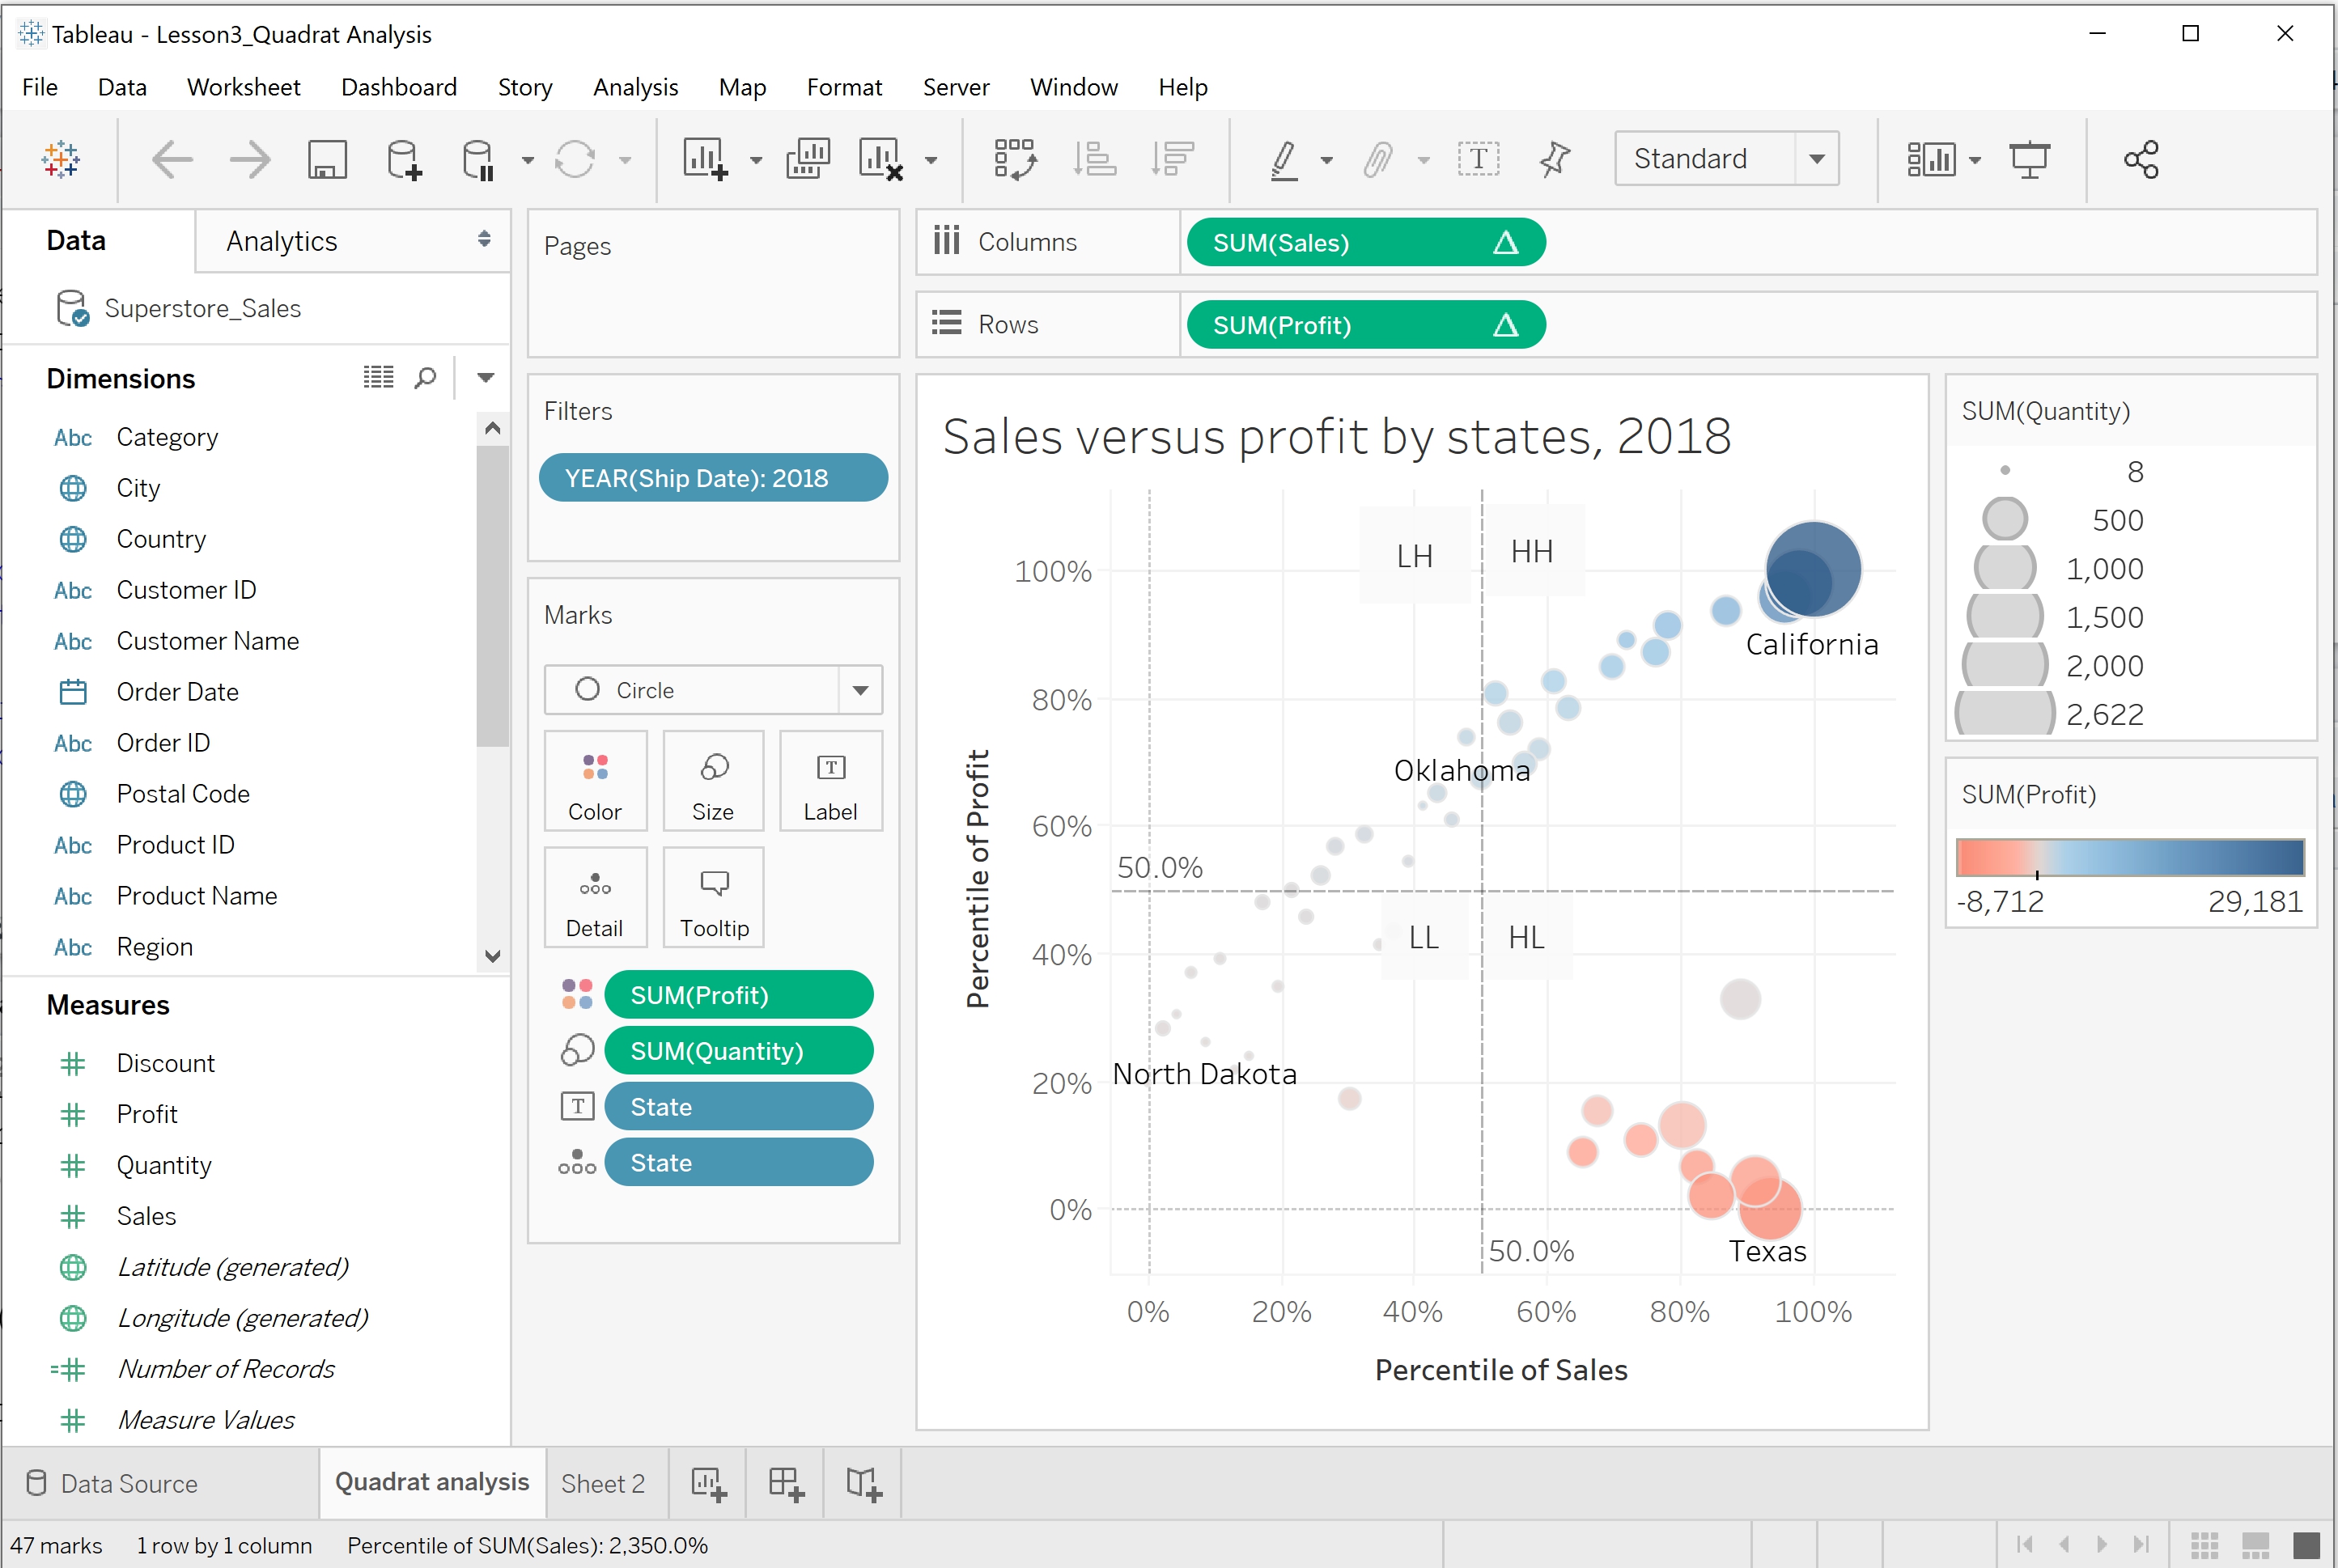 Tableau - Lesson3_Quadrat Analysis
File Data Worksheet Dashboard Story Analysis Map Format Server Window Help
T Standard
Data Analytics
Superstore_Sales
Dimensions
Abc Category
City
Country
Abc Customer ID
Abc Customer Name
Order Date
Abc Order ID
Postal Code
Abc Product ID
Abc Product Name
Abc Region
Measures
Discount
Profit
Quantity
Sales
Latitude (generated)
Longitude (generated)
Number of Records
Measure Values
Pages
Filters
YEAR(Ship Date): 2018
Marks
Circle
Color Size Label
Detail Tooltip
SUM(Profit)
SUM(Quantity)
State
State
Columns SUM(Sales)
Rows SUM(Profit)
Sales versus profit by states, 2018
LH HH
LL HL
California
Oklahoma
North Dakota
Texas
50.0%
50.0%
Percentile of Profit
100%
80%
60%
40%
20%
0%
0% 20% 40% 60% 80% 100%
Percentile of Sales
SUM(Quantity)
8
500
1,000
1,500
2,000
2,622
SUM(Profit)
-8,712 29,181
Data Source Quadrat analysis Sheet 2
47 marks 1 row by 1 column Percentile of SUM(Sales): 2,350.0%